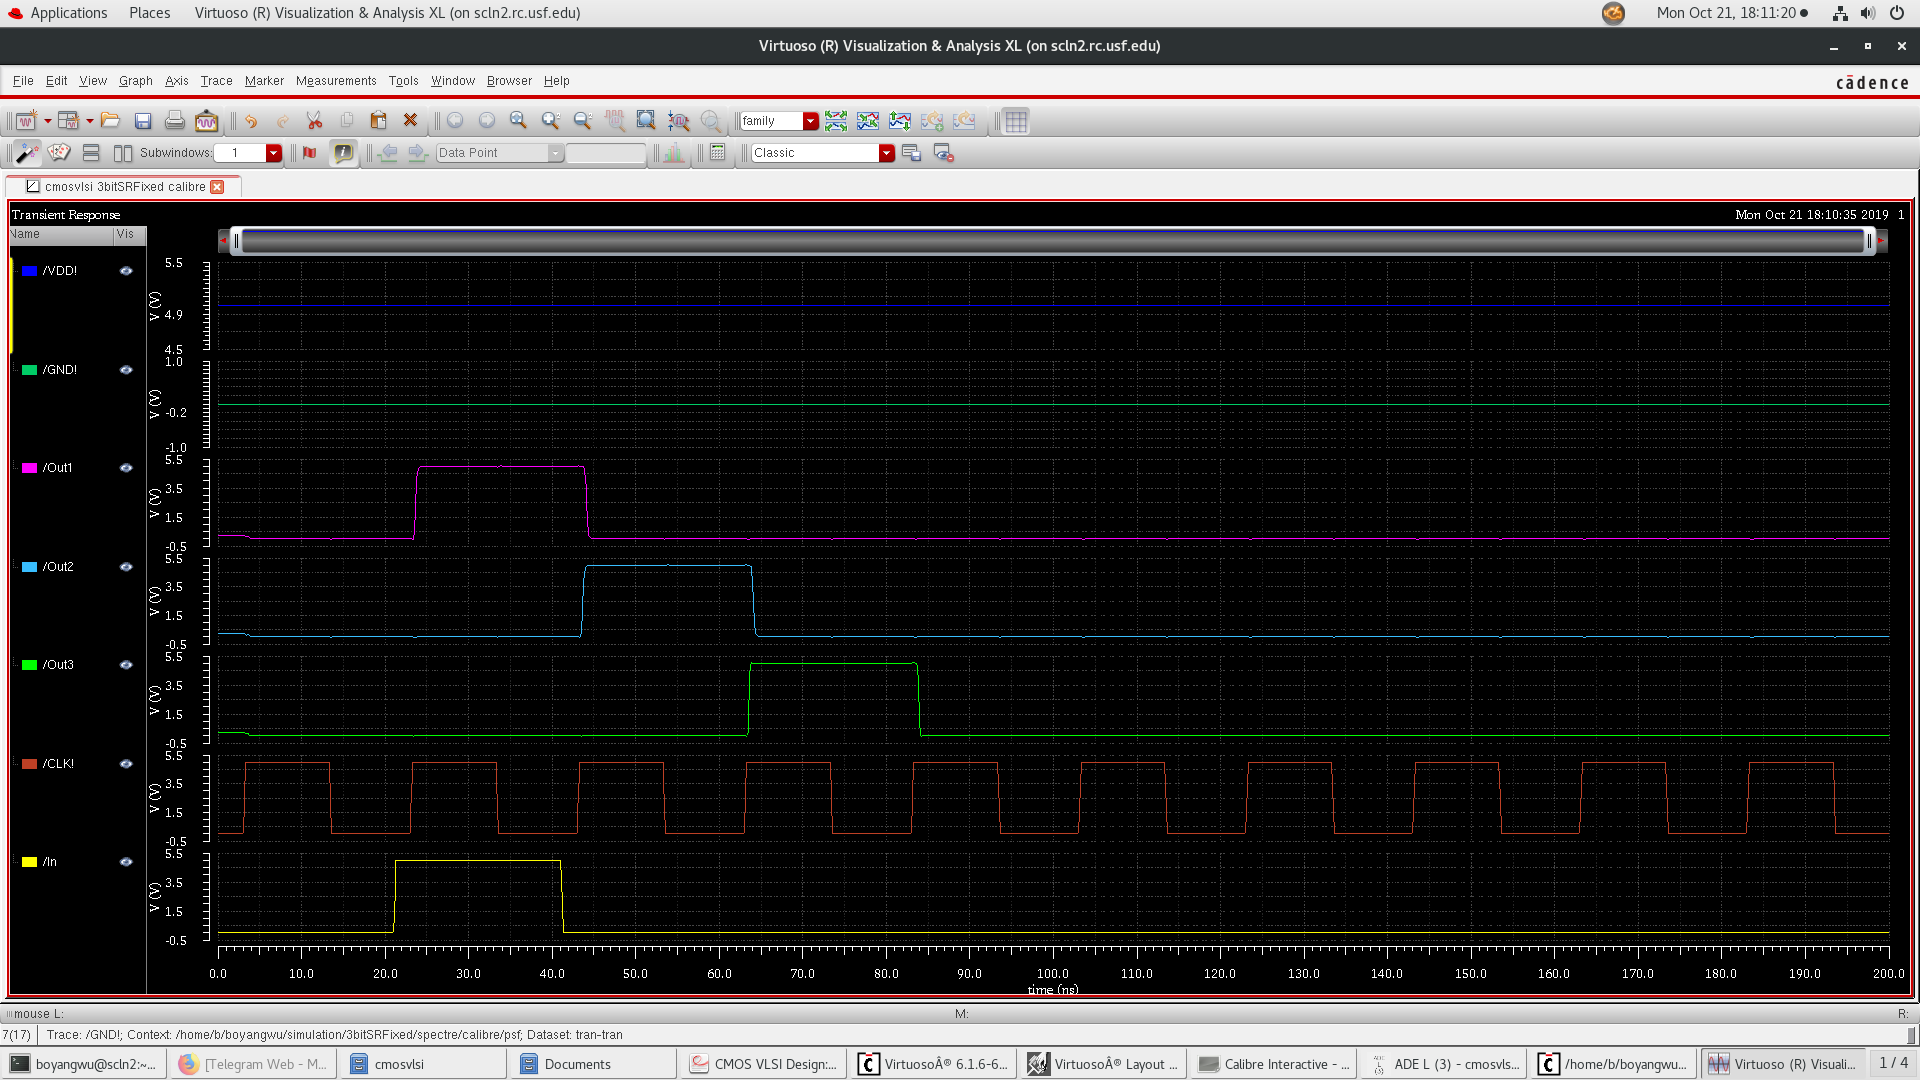 Applications Places Virtuoso (R) Visualization & Analysis XL (on scln2.rc.usf.edu) Mon Oct 21, 18:11:20
Virtuoso (R) Visualization & Analysis XL (on scln2.rc.usf.edu)
File Edit View Graph Axis Trace Marker Measurements Tools Window Browser Help cādence
family
Subwindows: 1 Data Point Classic
cmosvlsi 3bitSRFixed calibre
Transient Response Mon Oct 21 18:10:35 2019 1
Name Vis
/VDD!
5.5
V (V)
4.9
4.5
/GND!
1.0
V (V)
-0.2
-1.0
/Out1
5.5
3.5
V (V)
1.5
-0.5
/Out2
5.5
3.5
V (V)
1.5
-0.5
/Out3
5.5
3.5
V (V)
1.5
-0.5
/CLK!
5.5
3.5
V (V)
1.5
-0.5
/In
5.5
3.5
V (V)
1.5
-0.5
0.0 10.0 20.0 30.0 40.0 50.0 60.0 70.0 80.0 90.0 100.0 110.0 120.0 130.0 140.0 150.0 160.0 170.0 180.0 190.0 200.0
time (ns)
mouse L: M: R:
7(17) Trace: /GND!; Context: /home/b/boyangwu/simulation/3bitSRFixed/spectre/calibre/psf; Dataset: tran-tran
boyangwu@scln2:~... [Telegram Web - M... cmosvlsi Documents CMOS VLSI Design:... VirtuosoÂ® 6.1.6-6... VirtuosoÂ® Layout ... Calibre Interactive - ... ADE L (3) - cmosvls... /home/b/boyangwu... Virtuoso (R) Visuali... 1 / 4